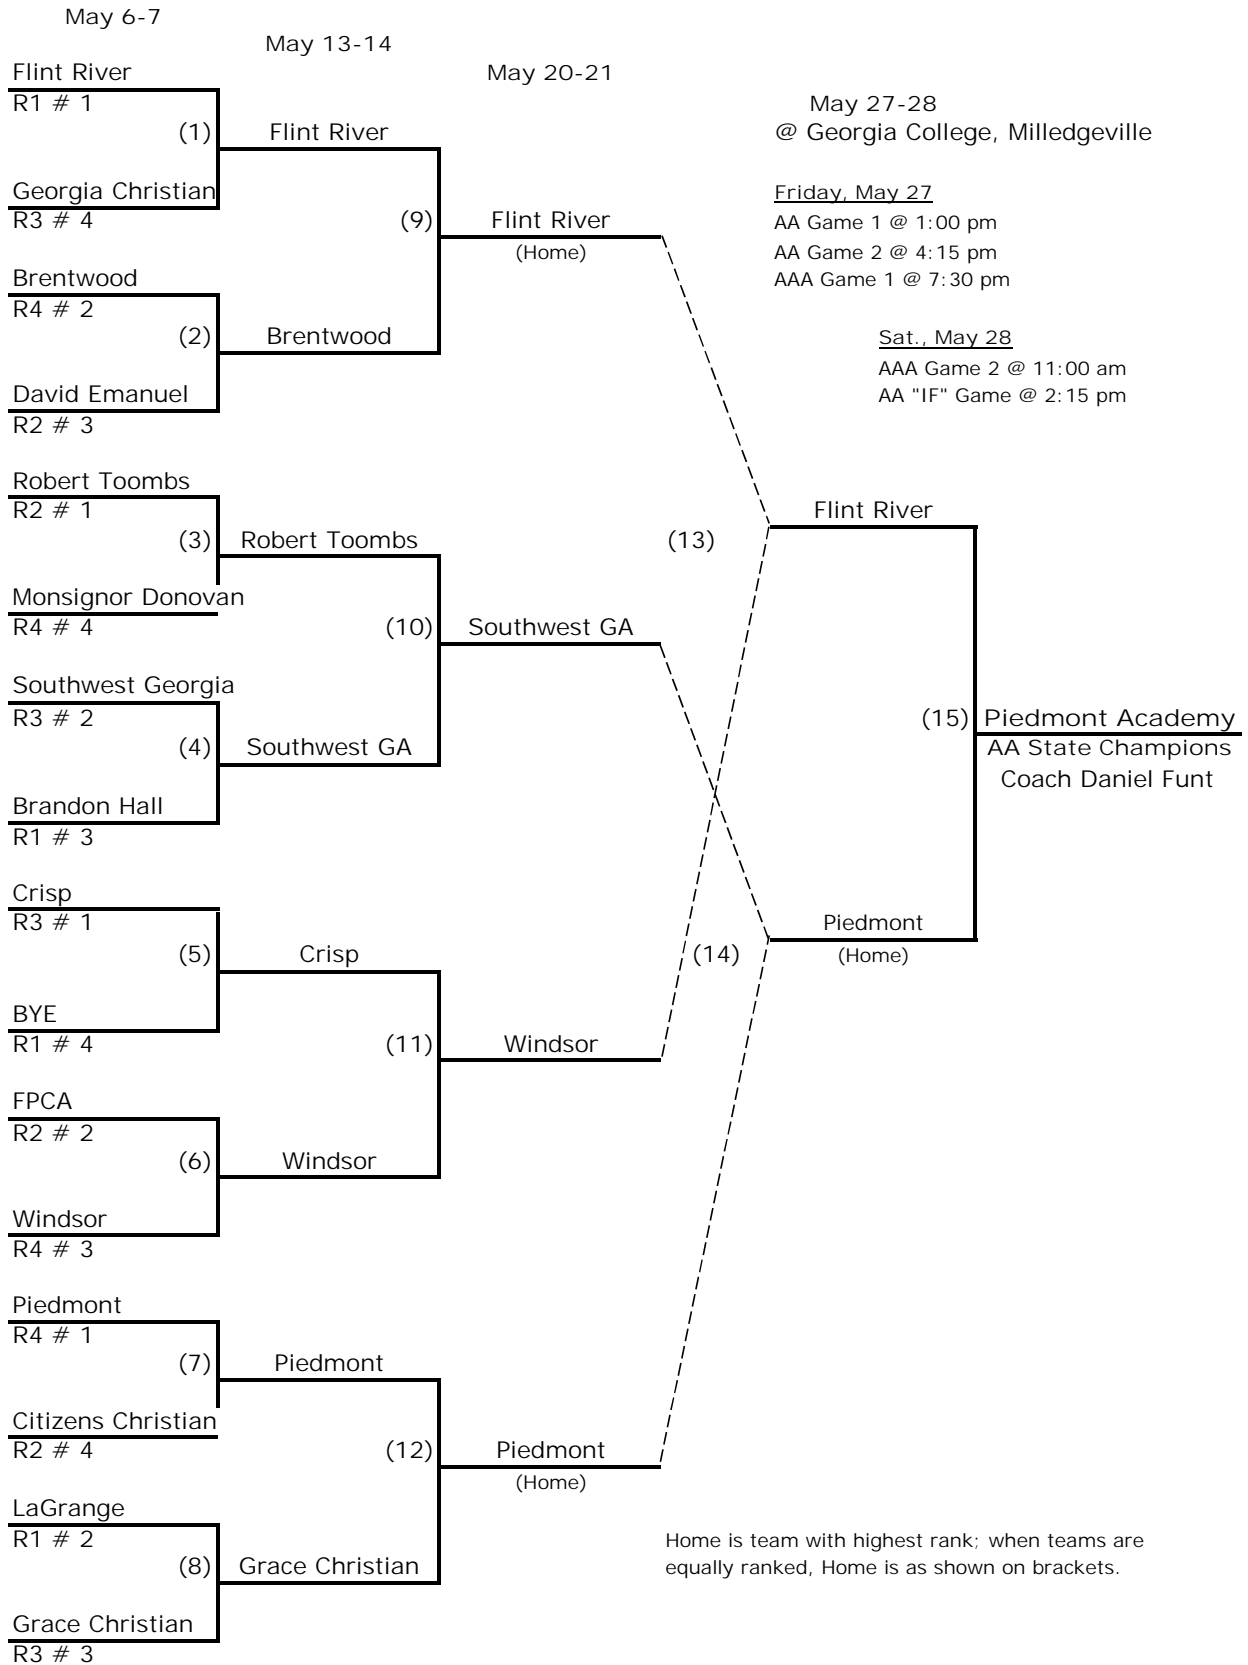 May 6-7
May 13-14
May 20-21
May 27-28
@ Georgia College, Milledgeville
Friday, May 27
AA Game 1 @ 1:00 pm
AA Game 2 @ 4:15 pm
AAA Game 1 @ 7:30 pm
Sat., May 28
AAA Game 2 @ 11:00 am
AA "IF" Game @ 2:15 pm
Flint River
R1 # 1
(1)
Georgia Christian
R3 # 4
Brentwood
R4 # 2
(2)
David Emanuel
R2 # 3
Robert Toombs
R2 # 1
(3)
Monsignor Donovan
R4 # 4
Southwest Georgia
R3 # 2
(4)
Brandon Hall
R1 # 3
Crisp
R3 # 1
(5)
BYE
R1 # 4
FPCA
R2 # 2
(6)
Windsor
R4 # 3
Piedmont
R4 # 1
(7)
Citizens Christian
R2 # 4
LaGrange
R1 # 2
(8)
Grace Christian
R3 # 3
Flint River
(9)
Brentwood
Robert Toombs
(10)
Southwest GA
Crisp
(11)
Windsor
Piedmont
(12)
Grace Christian
Flint River
(Home)
Southwest GA
Windsor
Piedmont
(Home)
(13)
(14)
Flint River
(15)
Piedmont
(Home)
Piedmont Academy
AA State Champions
Coach Daniel Funt
Home is team with highest rank; when teams are
equally ranked, Home is as shown on brackets.